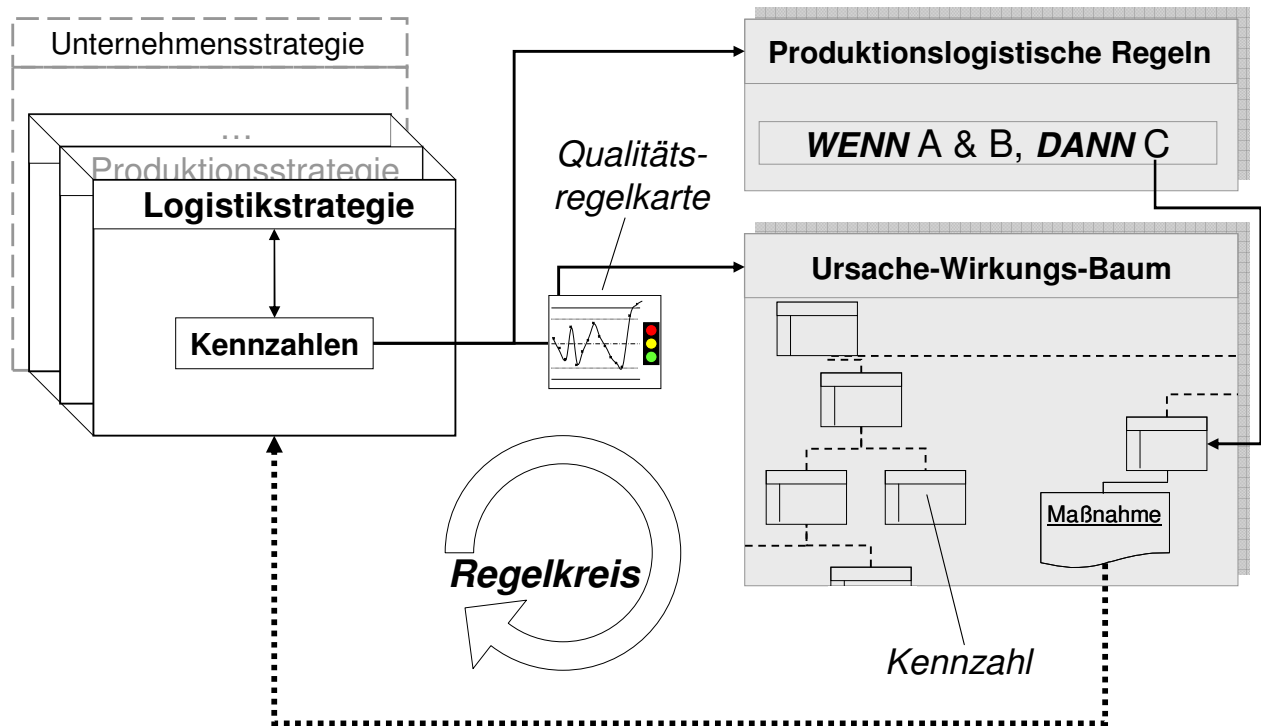 Unternehmensstrategie
...
Produktionsstrategie
Logistikstrategie
Kennzahlen
Qualitäts-
regelkarte
Produktionslogistische Regeln
WENN A & B, DANN C
Ursache-Wirkungs-Baum
Maßnahme
Kennzahl
Regelkreis